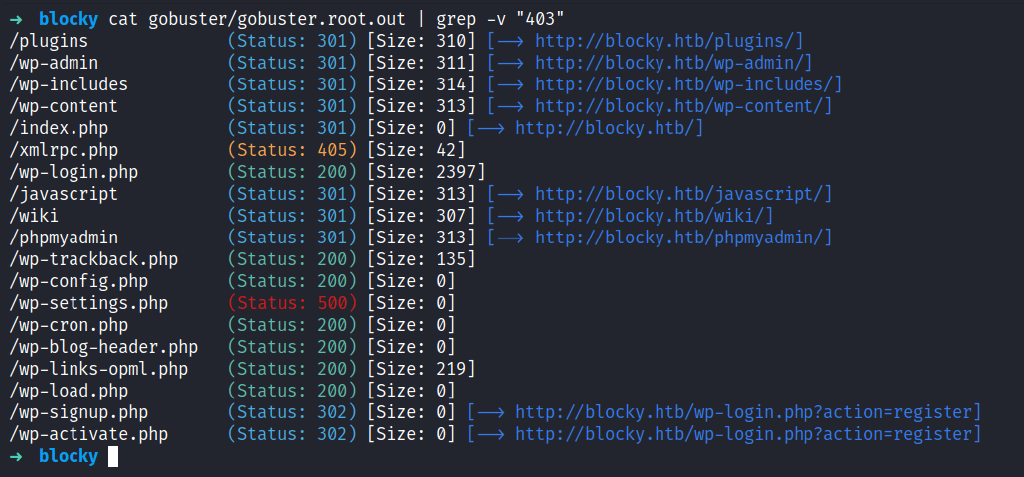 → blocky cat gobuster/gobuster.root.out | grep -v "403"
/plugins (Status: 301) [Size: 310] [--> http://blocky.htb/plugins/]
/wp-admin (Status: 301) [Size: 311] [--> http://blocky.htb/wp-admin/]
/wp-includes (Status: 301) [Size: 314] [--> http://blocky.htb/wp-includes/]
/wp-content (Status: 301) [Size: 313] [--> http://blocky.htb/wp-content/]
/index.php (Status: 301) [Size: 0] [--> http://blocky.htb/]
/xmlrpc.php (Status: 405) [Size: 42]
/wp-login.php (Status: 200) [Size: 2397]
/javascript (Status: 301) [Size: 313] [--> http://blocky.htb/javascript/]
/wiki (Status: 301) [Size: 307] [--> http://blocky.htb/wiki/]
/phpmyadmin (Status: 301) [Size: 313] [--> http://blocky.htb/phpmyadmin/]
/wp-trackback.php (Status: 200) [Size: 135]
/wp-config.php (Status: 200) [Size: 0]
/wp-settings.php (Status: 500) [Size: 0]
/wp-cron.php (Status: 200) [Size: 0]
/wp-blog-header.php (Status: 200) [Size: 0]
/wp-links-opml.php (Status: 200) [Size: 219]
/wp-load.php (Status: 200) [Size: 0]
/wp-signup.php (Status: 302) [Size: 0] [--> http://blocky.htb/wp-login.php?action=register]
/wp-activate.php (Status: 302) [Size: 0] [--> http://blocky.htb/wp-login.php?action=register]
→ blocky